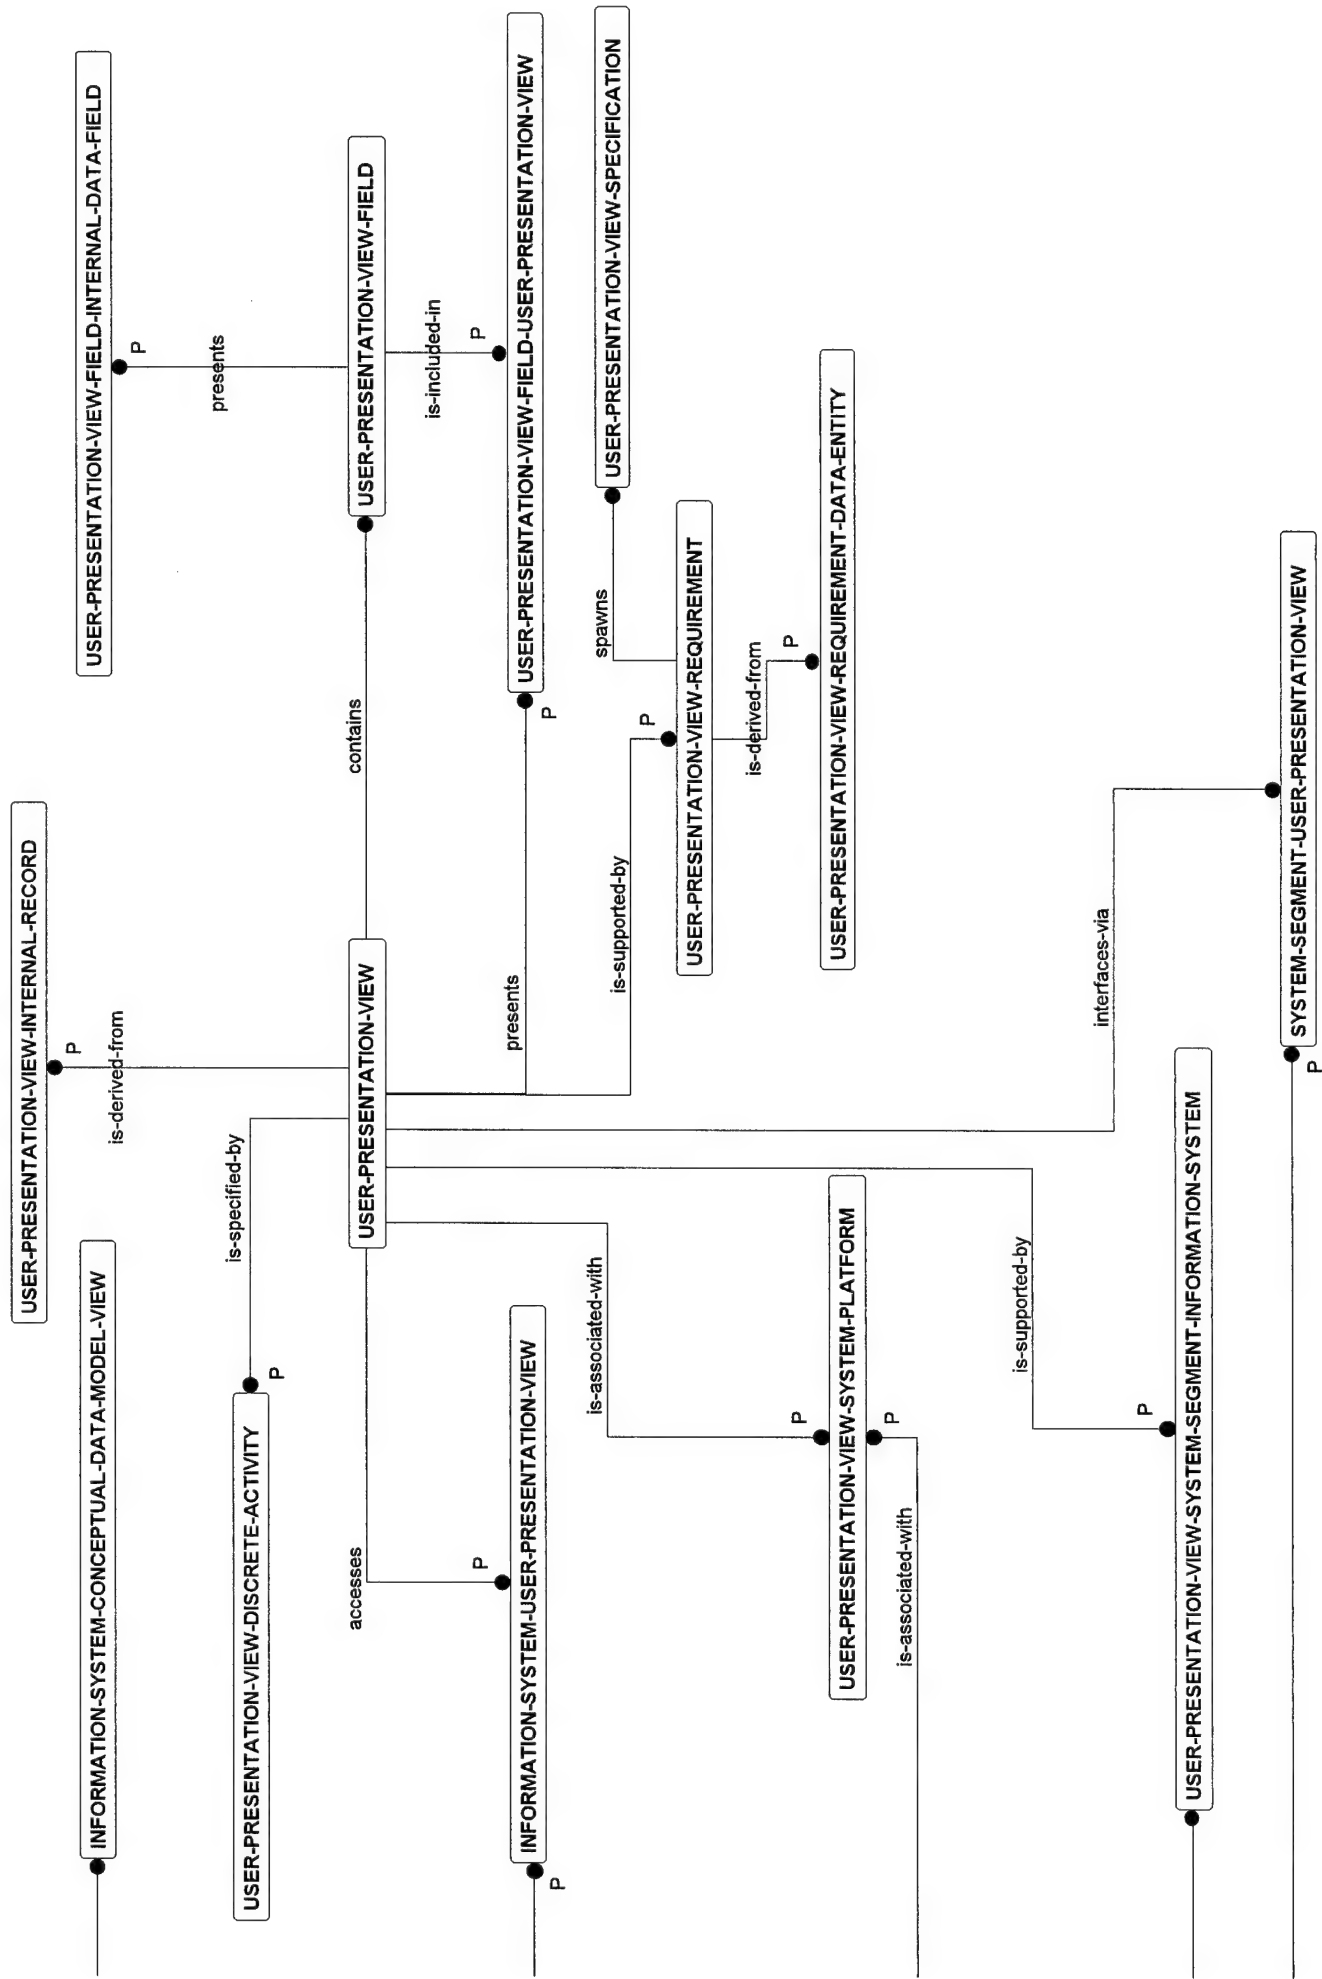 USER-PRESENTATION-VIEW-INTERNAL-RECORD
P
INFORMATION-SYSTEM-CONCEPTUAL-DATA-MODEL-VIEW
USER-PRESENTATION-VIEW-FIELD-INTERNAL-DATA-FIELD
is-derived-from
P
presents
is-specified-by
USER-PRESENTATION-VIEW-DISCRETE-ACTIVITY
P
accesses
contains
USER-PRESENTATION-VIEW
USER-PRESENTATION-VIEW-FIELD
is-included-in
P
P
presents
INFORMATION-SYSTEM-USER-PRESENTATION-VIEW
USER-PRESENTATION-VIEW-FIELD-USER-PRESENTATION-VIEW
P
P
is-associated-with
spawns
USER-PRESENTATION-VIEW-SPECIFICATION
is-supported-by
P
USER-PRESENTATION-VIEW-REQUIREMENT
is-derived-from
P
P
USER-PRESENTATION-VIEW-SYSTEM-PLATFORM
USER-PRESENTATION-VIEW-REQUIREMENT-DATA-ENTITY
P
is-associated-with
is-supported-by
interfaces-via
P
USER-PRESENTATION-VIEW-SYSTEM-SEGMENT-INFORMATION-SYSTEM
SYSTEM-SEGMENT-USER-PRESENTATION-VIEW
P